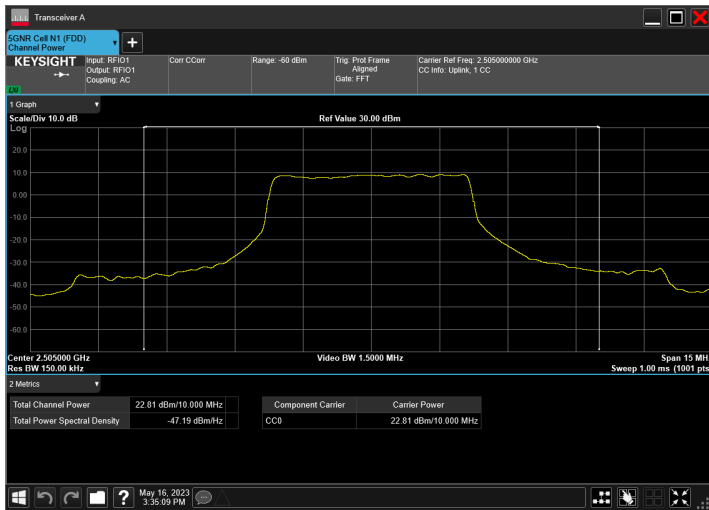 Transceiver A
5GNR Cell N1 (FDD)
Channel Power
KEYSIGHT
Input: RFIO1
Output: RFIO1
Coupling: AC
Corr CCorr
Range: -60 dBm
Trig: Prot Frame
Aligned
Gate: FFT
Carrier Ref Freq: 2.505000000 GHz
CC Info: Uplink, 1 CC
LXI
1 Graph
Scale/Div 10.0 dB
Ref Value 30.00 dBm
Log
20.0
10.0
0.00
-10.0
-20.0
-30.0
-40.0
-50.0
-60.0
Center 2.505000 GHz
Video BW 1.5000 MHz
Span 15 MH
Res BW 150.00 kHz
Sweep 1.00 ms (1001 pts
2 Metrics
Total Channel Power 22.81 dBm/10.000 MHz
Total Power Spectral Density -47.19 dBm/Hz
Component Carrier Carrier Power
CC0 22.81 dBm/10.000 MHz
?
May 16, 2023
3:35:09 PM